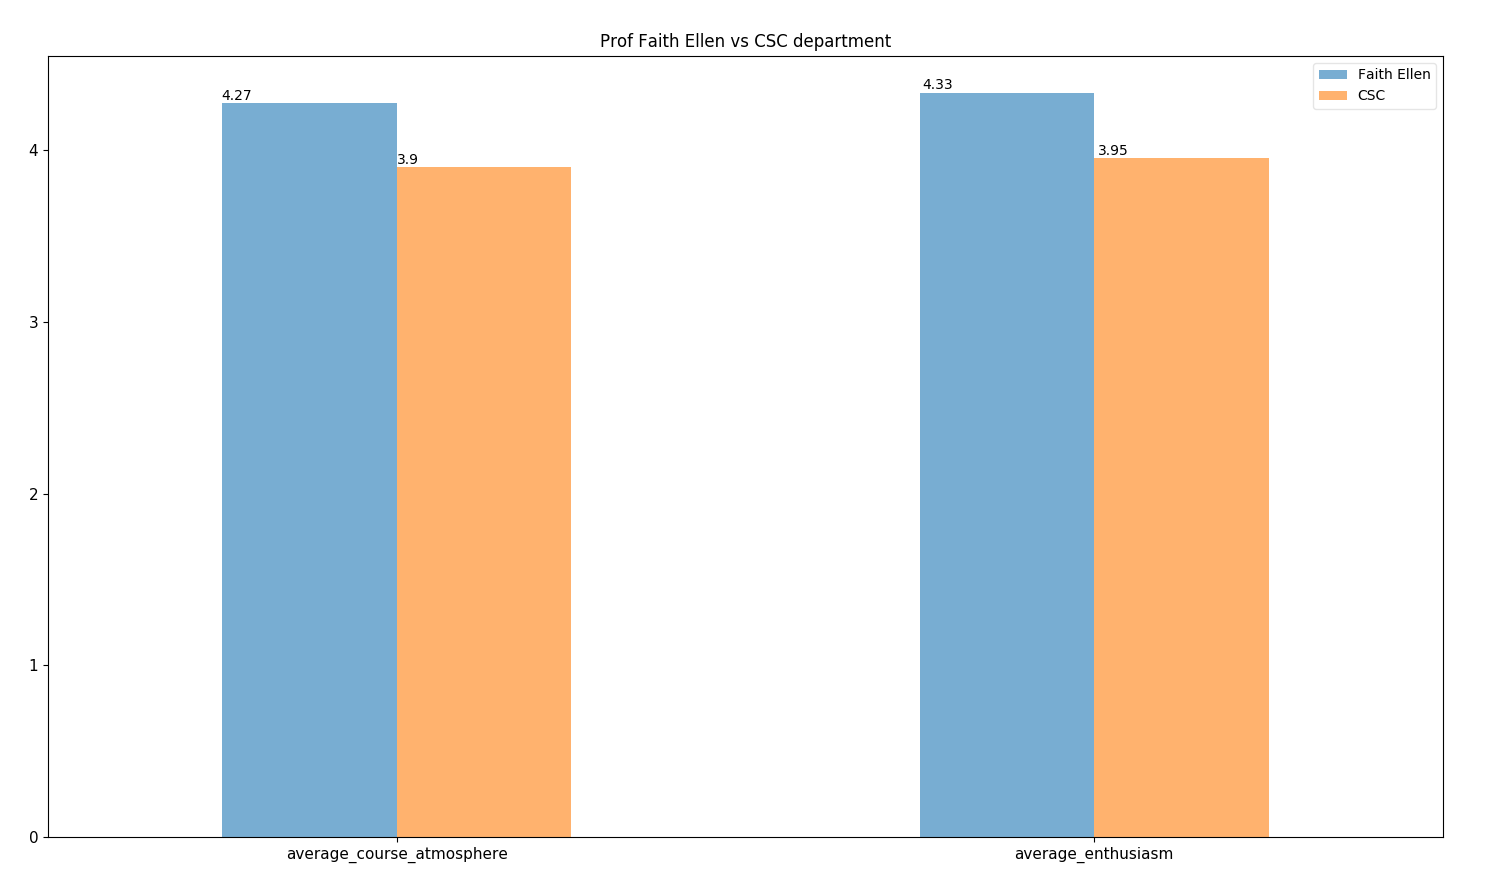 Prof Faith Ellen vs CSC department
Faith Ellen
CSC
4.27
3.9
4.33
3.95
4
3
2
1
0
average_course_atmosphere
average_enthusiasm